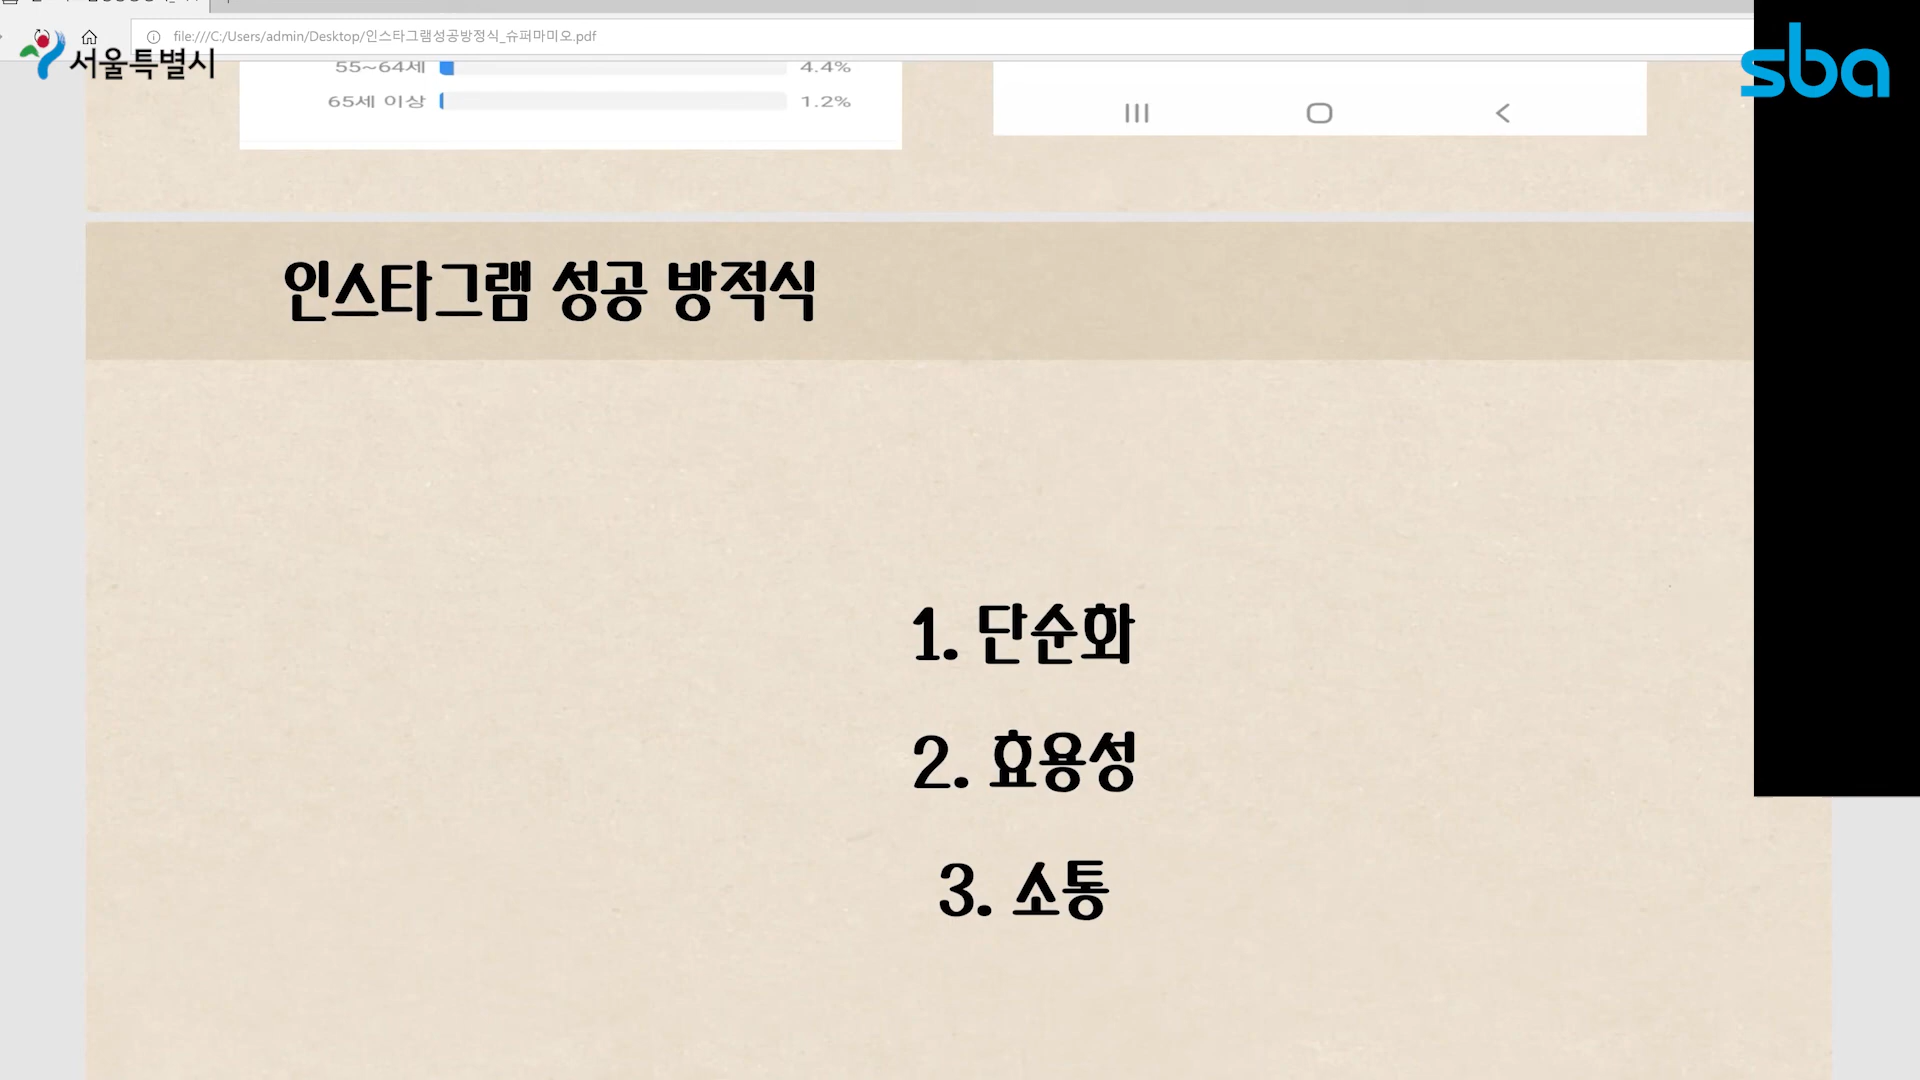 file:///C:/Users/admin/Desktop/인스타그램성공방정식_슈퍼마미오.pdf
서울특별시
sba
55~64세 4.4%
65세 이상 1.2%
인스타그램 성공 방적식
1. 단순화
2. 효용성
3. 소통